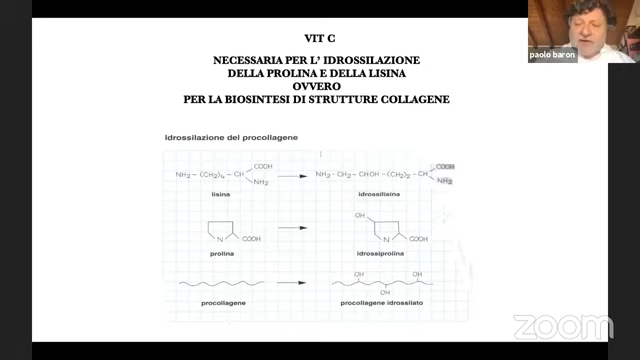 VIT C
NECESSARIA PER L' IDROSSILAZIONE
DELLA PROLINA E DELLA LISINA
OVVERO
PER LA BIOSINTESI DI STRUTTURE COLLAGENE
paolo baron
Idrossilazione del procollagene
COOH COOH
NH2 – (CH2)4 – CH NH2 – CH2 – CHOH – (CH2)2 – CH
NH2 NH2
lisina idrossilisina
OH
N COOH N COOH
prolina idrossiprolina
OH OH
OH
procollagene procollagene idrossilato
zoom